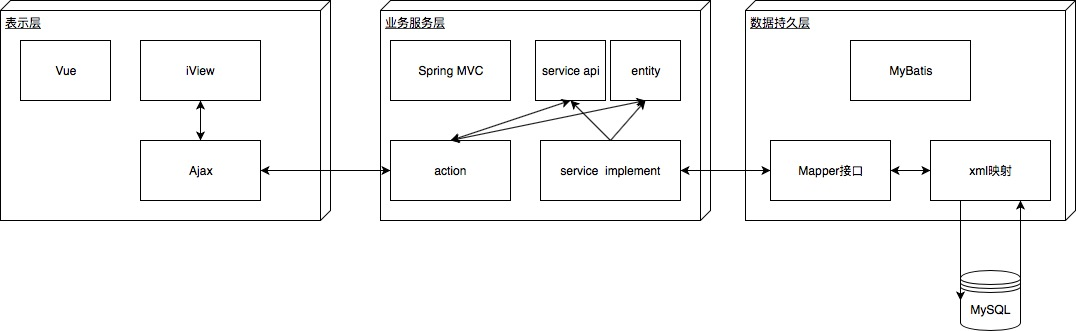 表示层
Vue
iView
Ajax
业务服务层
Spring MVC
service api
entity
action
service implement
数据持久层
MyBatis
Mapper接口
xml映射
MySQL